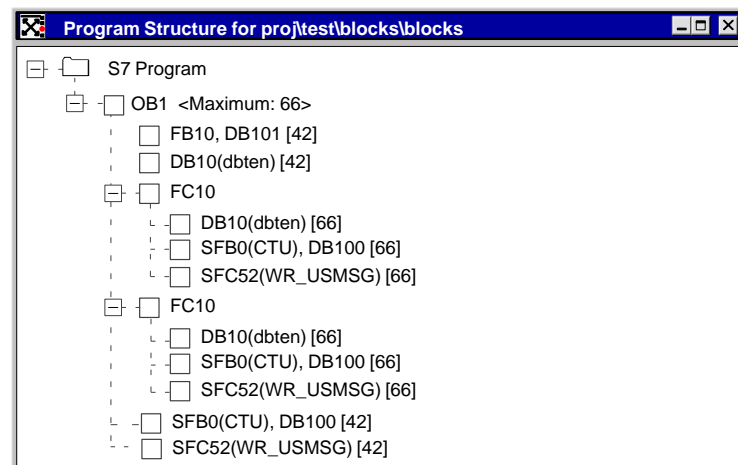 Program Structure for proj\test\blocks\blocks
S7 Program
OB1 <Maximum: 66>
FB10, DB101 [42]
DB10(dbten) [42]
FC10
DB10(dbten) [66]
SFB0(CTU), DB100 [66]
SFC52(WR_USMSG) [66]
FC10
DB10(dbten) [66]
SFB0(CTU), DB100 [66]
SFC52(WR_USMSG) [66]
SFB0(CTU), DB100 [42]
SFC52(WR_USMSG) [42]